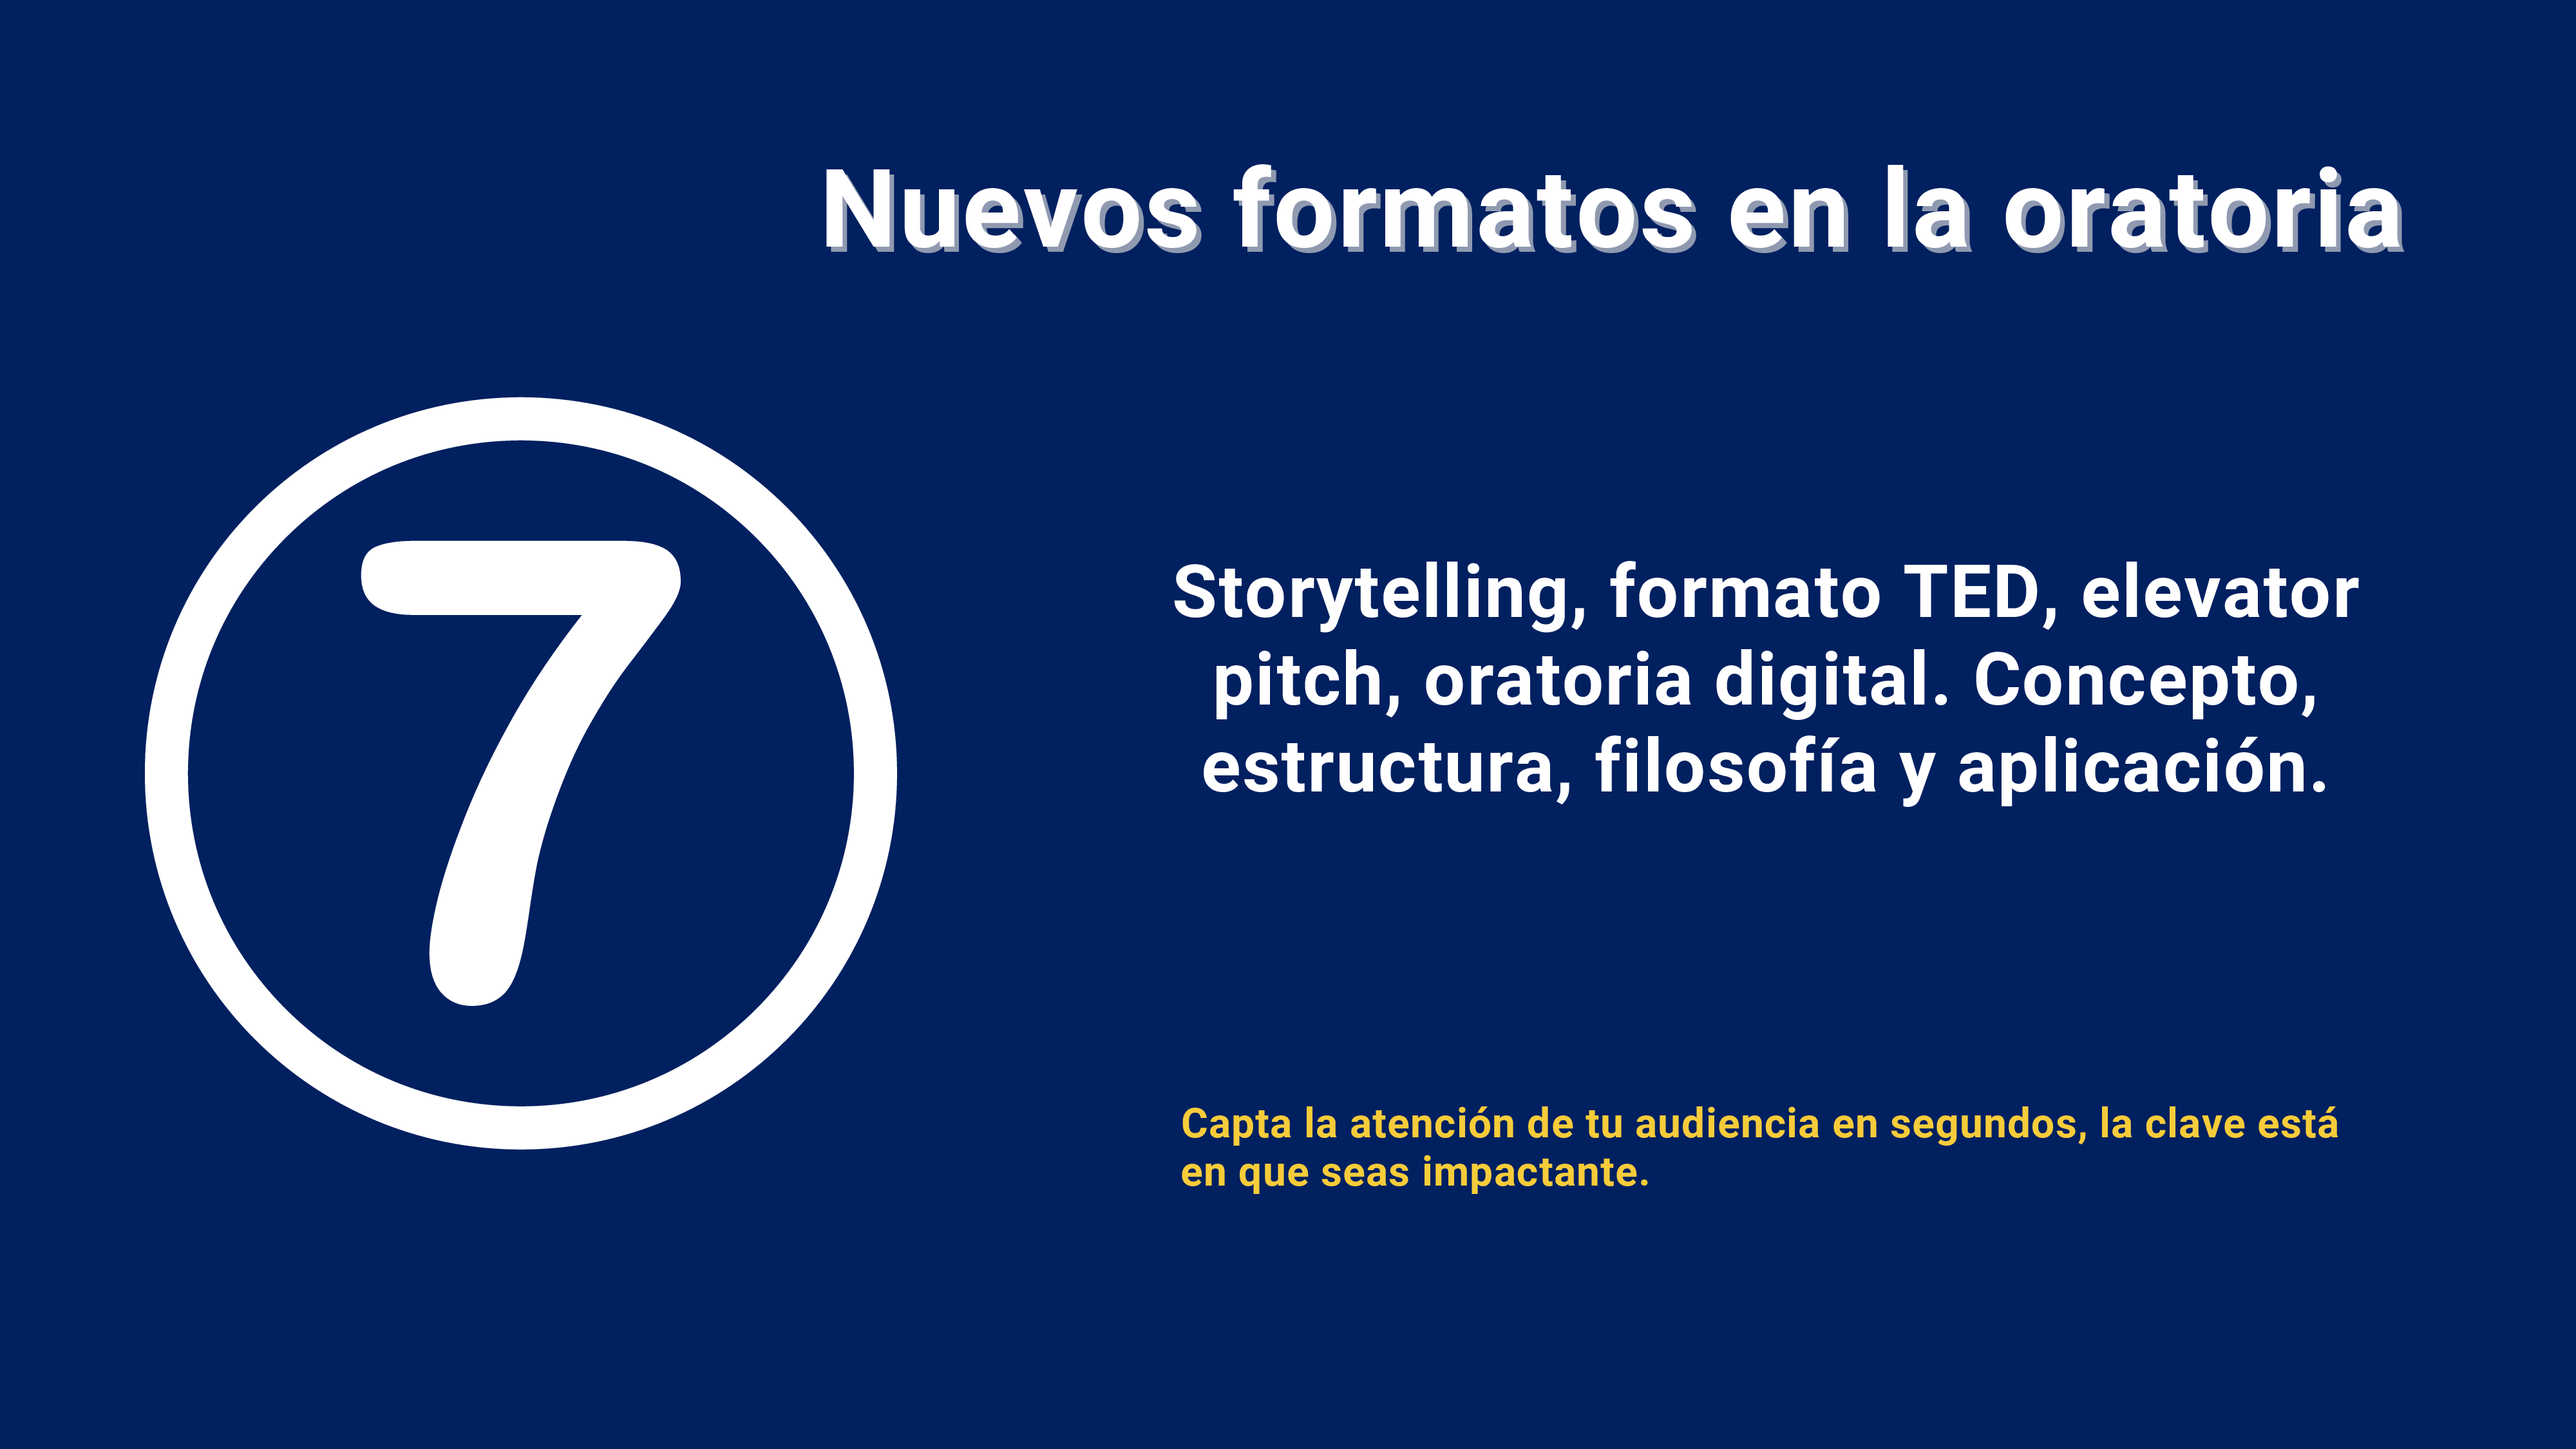 Nuevos formatos en la oratoria
7
Storytelling, formato TED, elevator
pitch, oratoria digital. Concepto,
estructura, filosofía y aplicación.
Capta la atención de tu audiencia en segundos, la clave está
en que seas impactante.